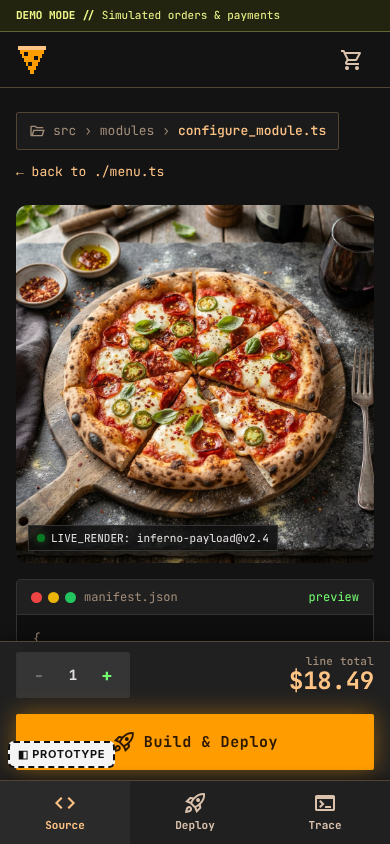 DEMO MODE // Simulated orders & payments
src › modules › configure_module.ts
← back to ./menu.ts
LIVE_RENDER: inferno-payload@v2.4
manifest.json preview
{
line total
- 1 + $18.49
Build & Deploy
PROTOTYPE
Source Deploy Trace